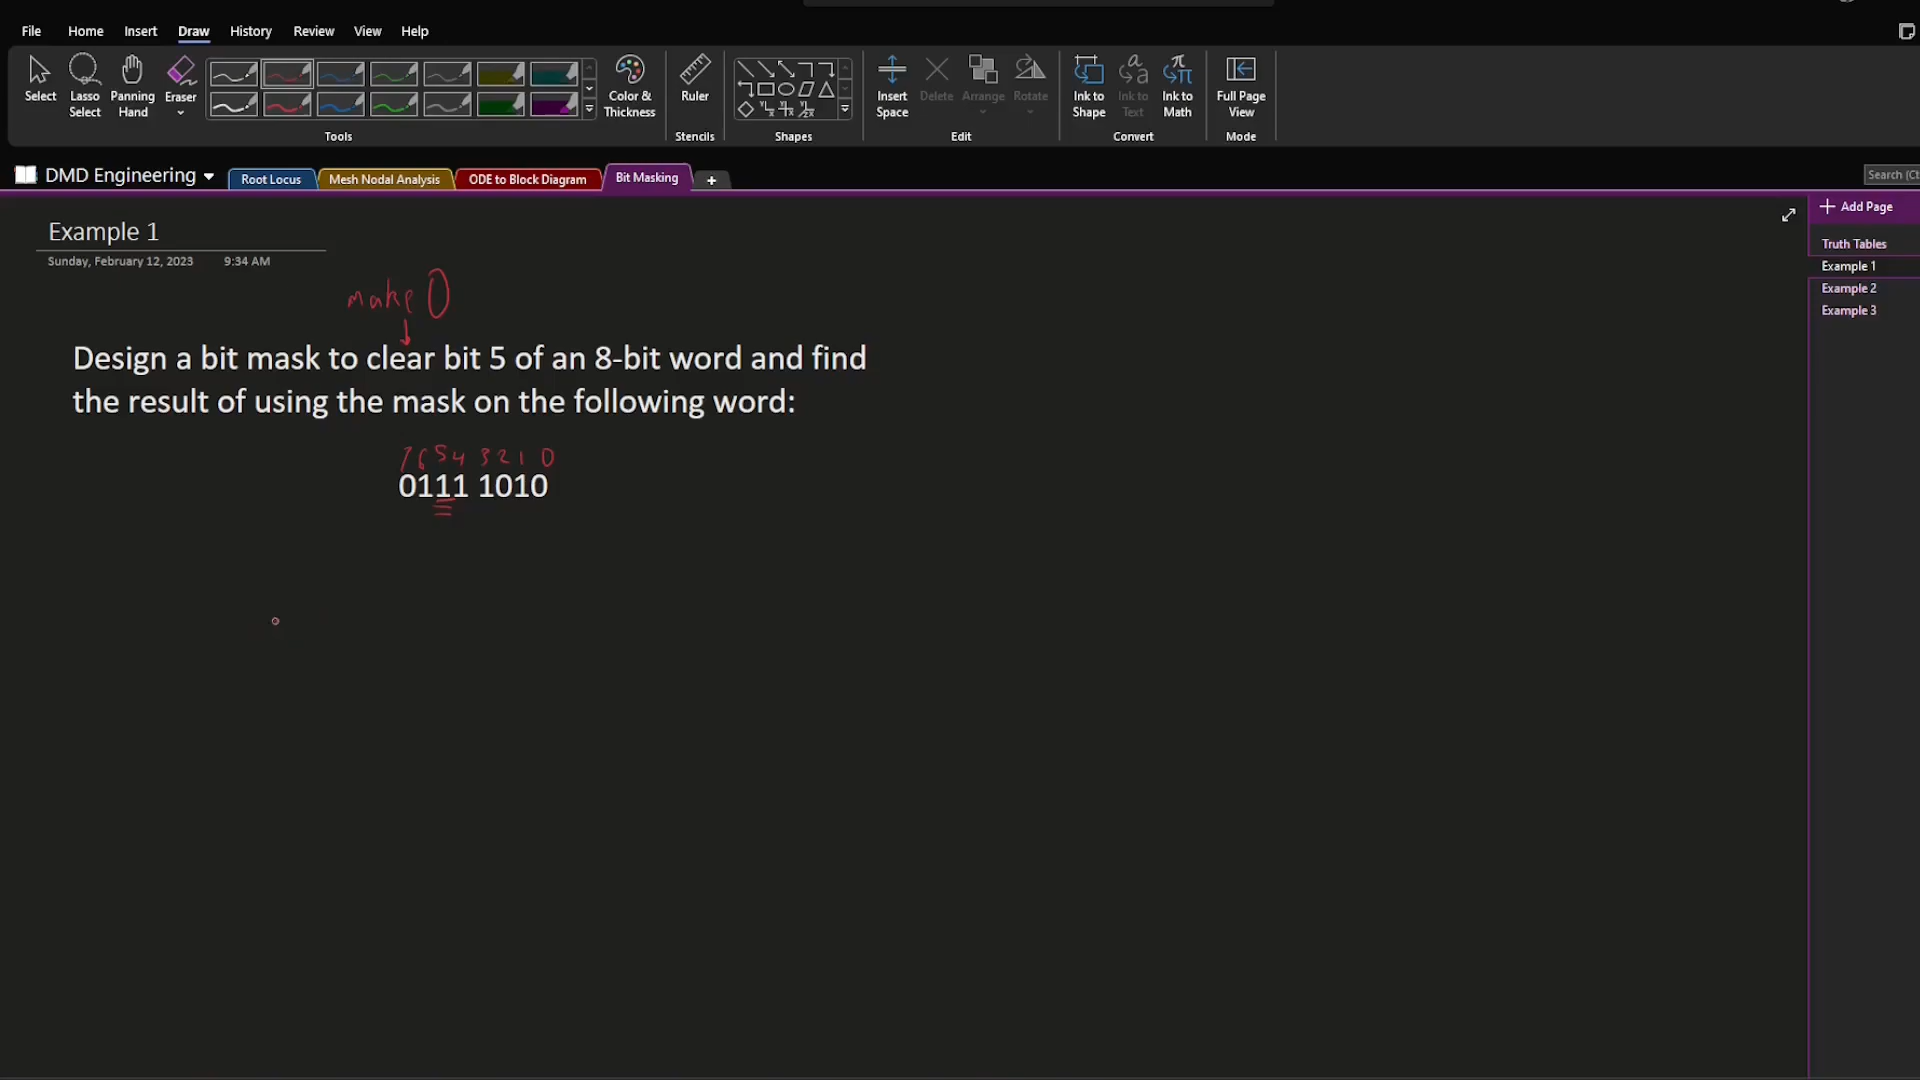 File Home Insert Draw History Review View Help
Select Lasso Select Panning Hand Eraser Color & Thickness Ruler Insert Space Delete Arrange Rotate Ink to Shape Ink to Text Ink to Math Full Page View
Tools Stencils Shapes Edit Convert Mode
DMD Engineering Root Locus Mesh Nodal Analysis ODE to Block Diagram Bit Masking + Search (Ct
Add Page
Truth Tables
Example 1
Example 2
Example 3
Example 1
Sunday, February 12, 2023 9:34 AM
make 0
Design a bit mask to clear bit 5 of an 8-bit word and find
the result of using the mask on the following word:
7 6 5 4 3 2 1 0
0111 1010